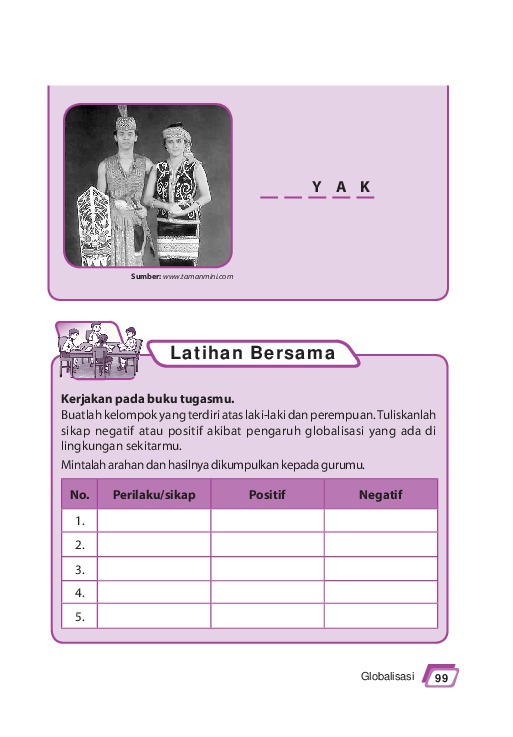 _ _ Y A K
Sumber: www.tamanmini.com
Latihan Bersama
Kerjakan pada buku tugasmu.
Buatlah kelompok yang terdiri atas laki-laki dan perempuan. Tuliskanlah
sikap negatif atau positif akibat pengaruh globalisasi yang ada di
lingkungan sekitarmu.
Mintalah arahan dan hasilnya dikumpulkan kepada gurumu.
No. Perilaku/sikap Positif Negatif
1.
2.
3.
4.
5.
Globalisasi 99